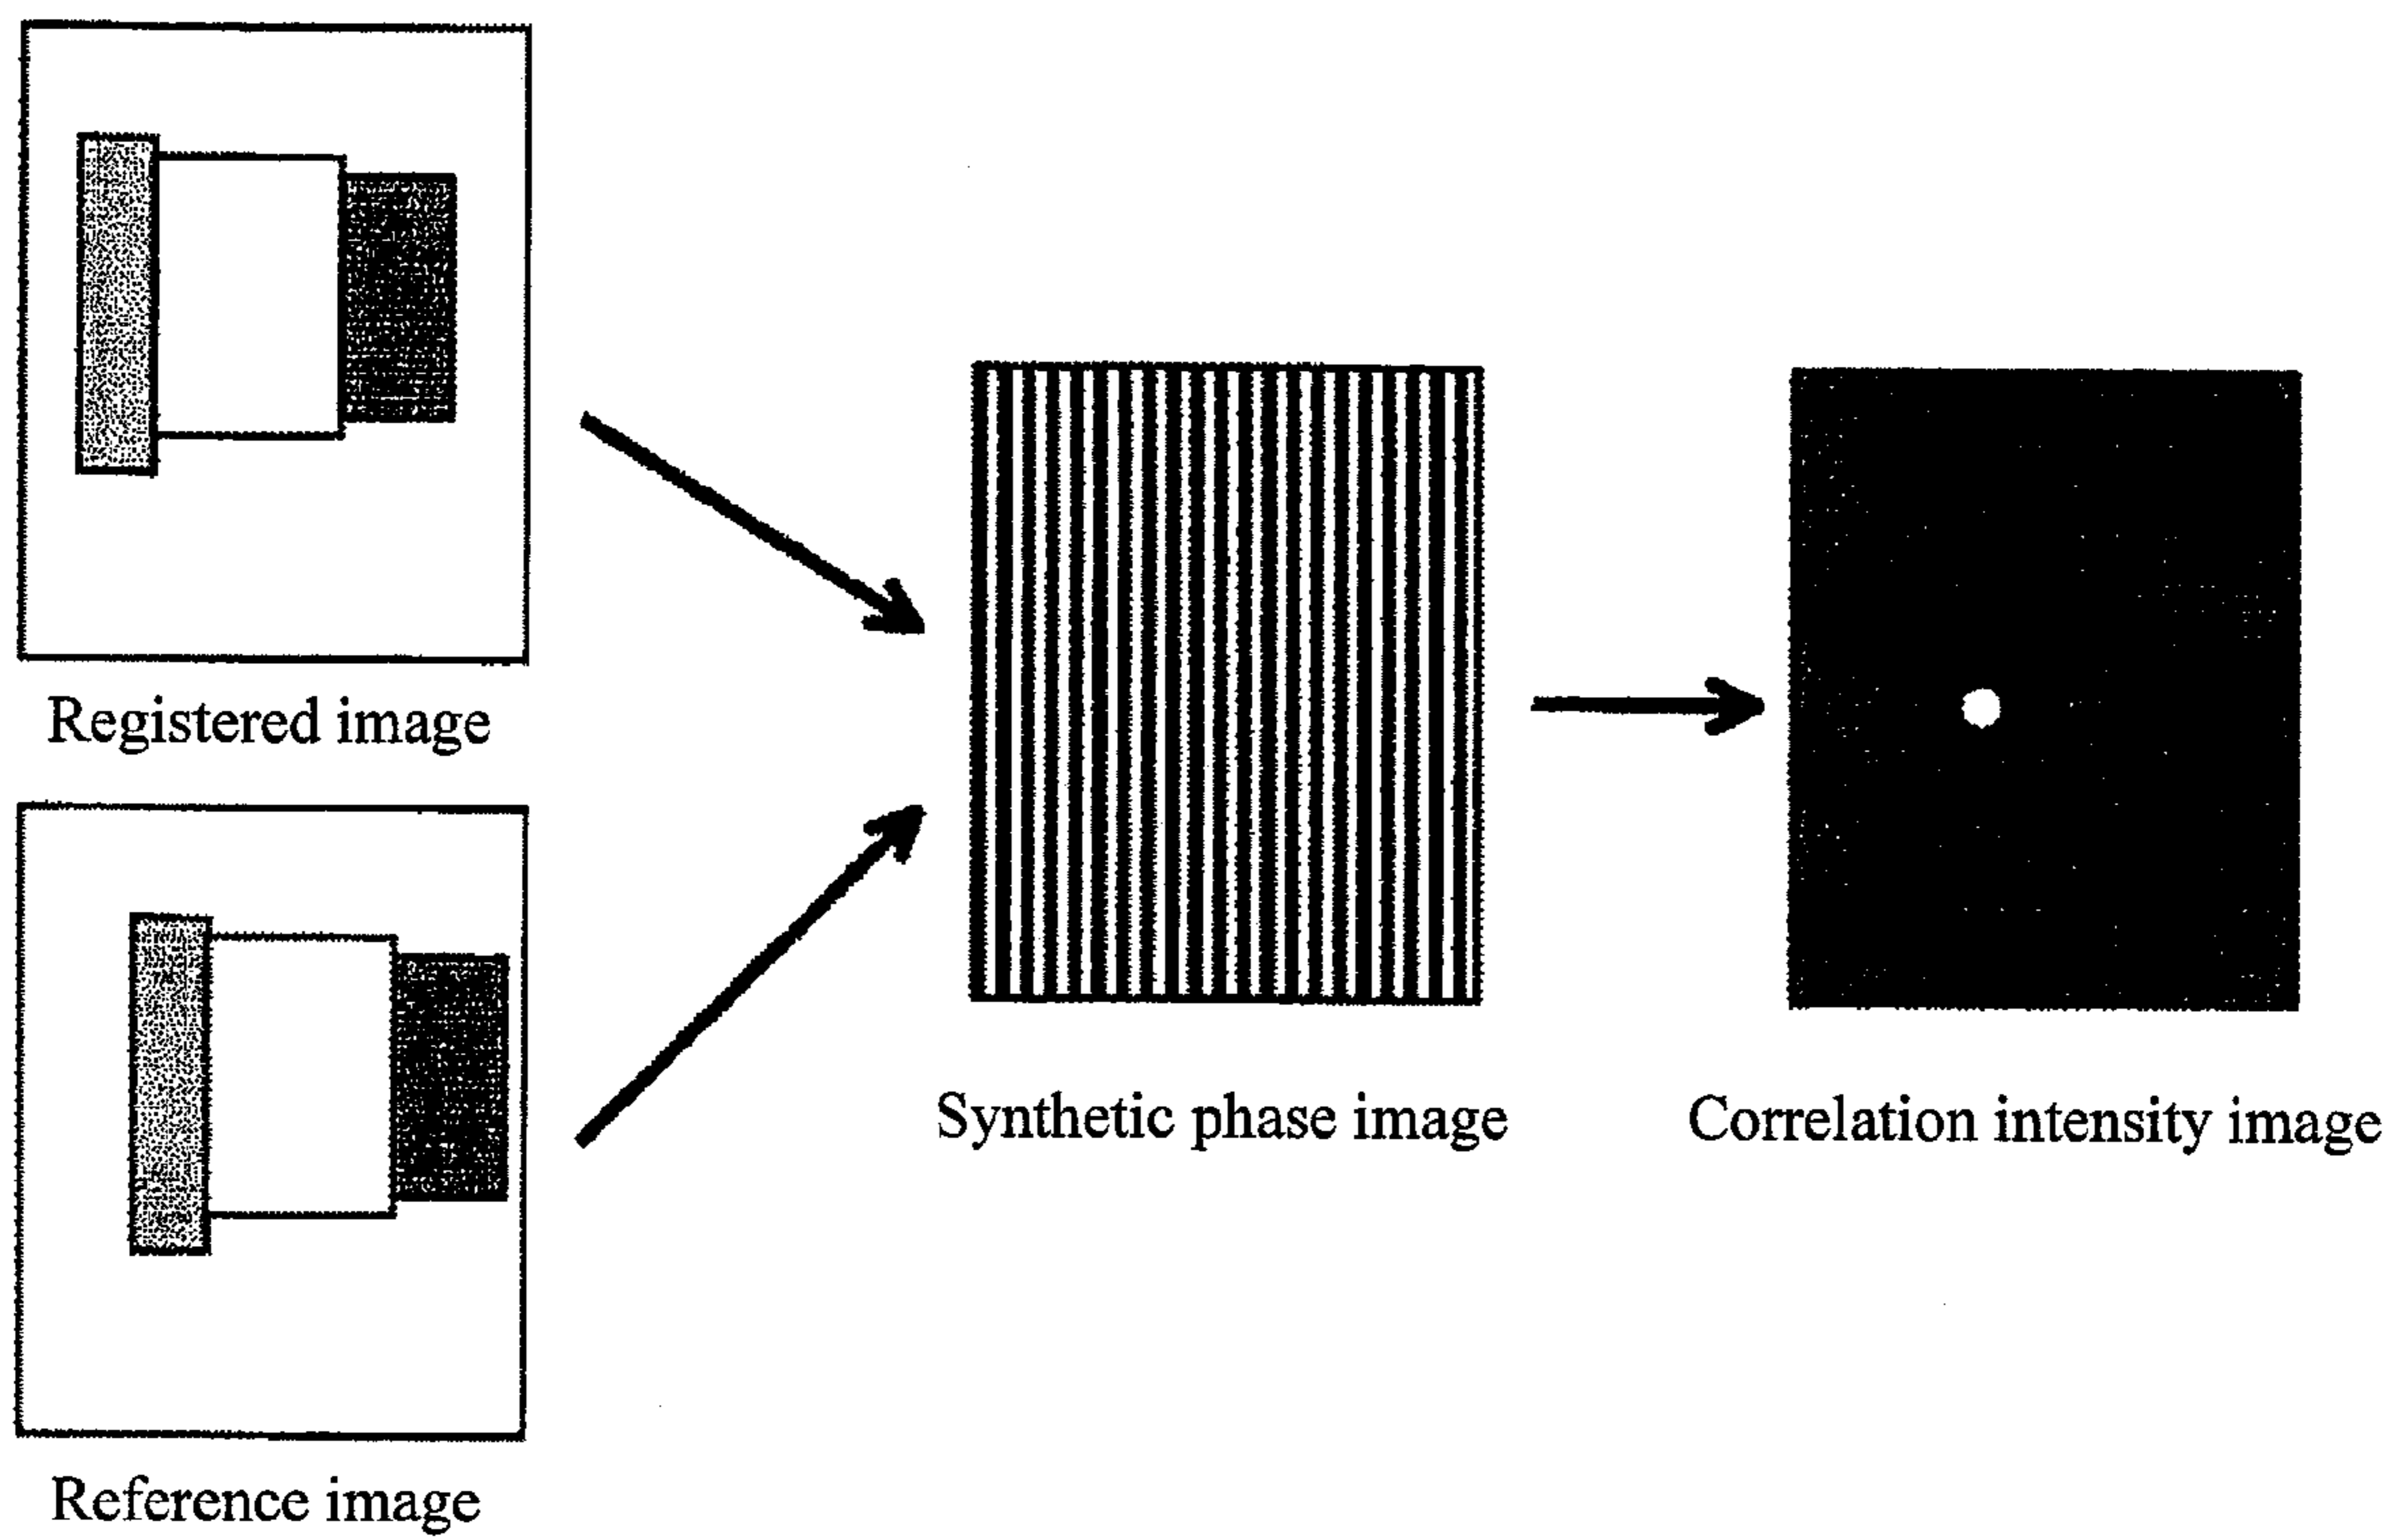 Registered image
Synthetic phase image
Correlation intensity image
Reference image